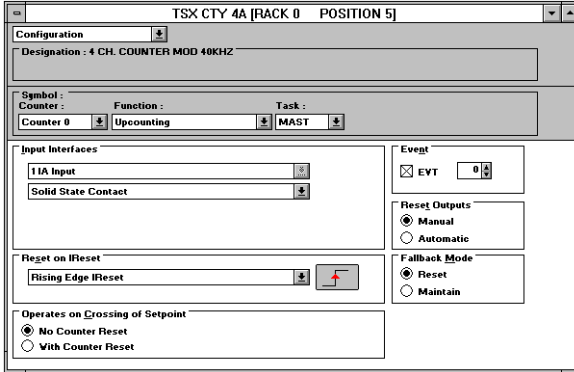 TSX CTY 4A [RACK 0 POSITION 5]
Configuration
Designation : 4 CH. COUNTER MOD 40KHZ
Symbol :
Counter : Function : Task :
Counter 0 Upcounting MAST
Input Interfaces
1 IA Input
Solid State Contact
Event
EVT 0
Reset Outputs
Manual
Automatic
Reset on IReset
Rising Edge IReset
Fallback Mode
Reset
Maintain
Operates on Crossing of Setpoint
No Counter Reset
With Counter Reset